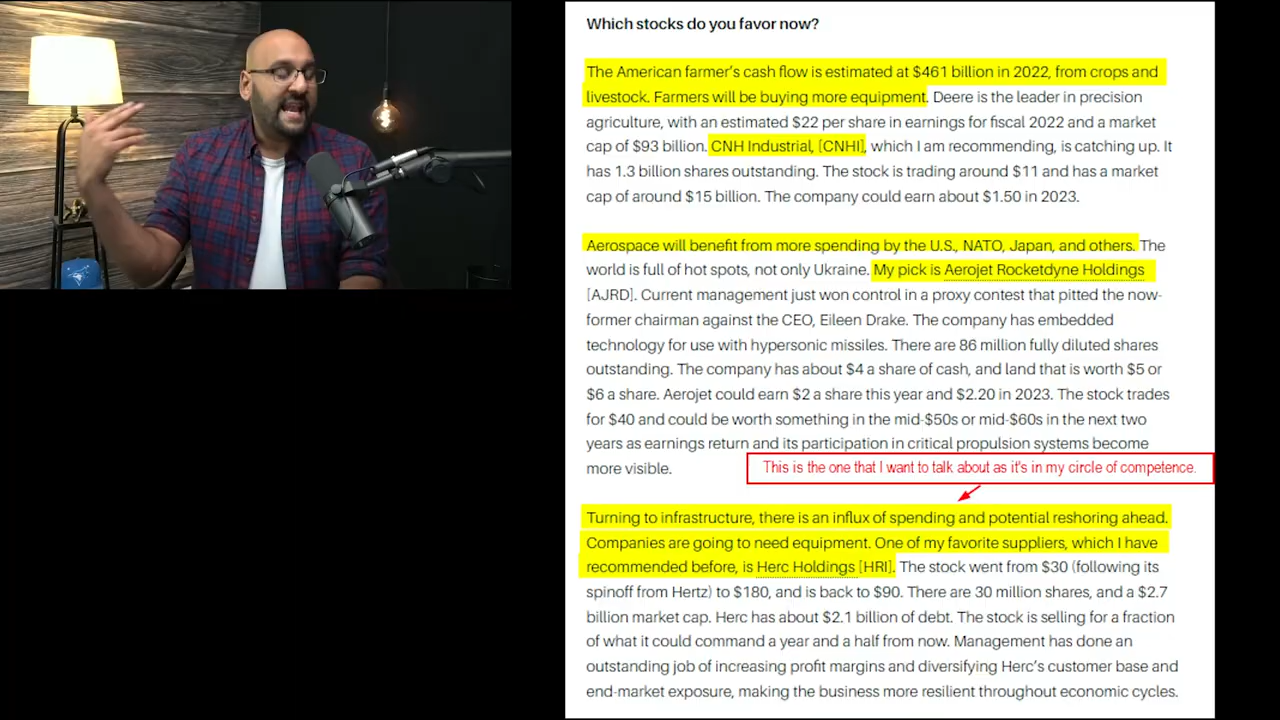 Which stocks do you favor now?
The American farmer's cash flow is estimated at $461 billion in 2022, from crops and
livestock. Farmers will be buying more equipment. Deere is the leader in precision
agriculture, with an estimated $22 per share in earnings for fiscal 2022 and a market
cap of $93 billion. CNH Industrial, [CNHI], which I am recommending, is catching up. It
has 1.3 billion shares outstanding. The stock is trading around $11 and has a market
cap of around $15 billion. The company could earn about $1.50 in 2023.
Aerospace will benefit from more spending by the U.S., NATO, Japan, and others. The
world is full of hot spots, not only Ukraine. My pick is Aerojet Rocketdyne Holdings
[AJRD]. Current management just won control in a proxy contest that pitted the now-
former chairman against the CEO, Eileen Drake. The company has embedded
technology for use with hypersonic missiles. There are 86 million fully diluted shares
outstanding. The company has about $4 a share of cash, and land that is worth $5 or
$6 a share. Aerojet could earn $2 a share this year and $2.20 in 2023. The stock trades
for $40 and could be worth something in the mid-$50s or mid-$60s in the next two
years as earnings return and its participation in critical propulsion systems become
more visible.
This is the one that I want to talk about as it's in my circle of competence.
Turning to infrastructure, there is an influx of spending and potential reshoring ahead.
Companies are going to need equipment. One of my favorite suppliers, which I have
recommended before, is Herc Holdings [HRI]. The stock went from $30 (following its
spinoff from Hertz) to $180, and is back to $90. There are 30 million shares, and a $2.7
billion market cap. Herc has about $2.1 billion of debt. The stock is selling for a fraction
of what it could command a year and a half from now. Management has done an
outstanding job of increasing profit margins and diversifying Herc's customer base and
end-market exposure, making the business more resilient throughout economic cycles.